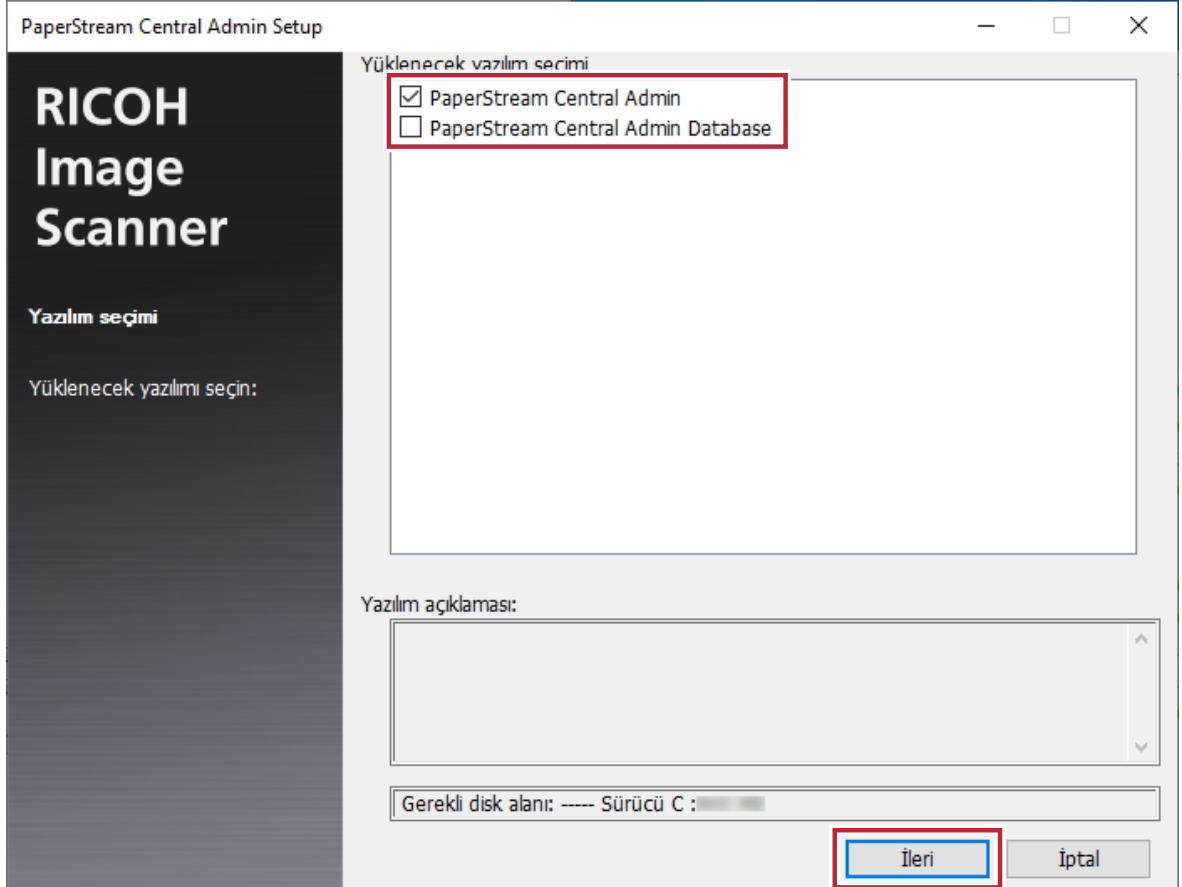 PaperStream Central Admin Setup
RICOH
Image
Scanner
Yazılım seçimi
Yüklenecek yazılımı seçin:
Yüklenecek yazılım seçimi
PaperStream Central Admin
PaperStream Central Admin Database
Yazılım açıklaması:
Gerekli disk alanı: ----- Sürücü C :
İleri
İptal